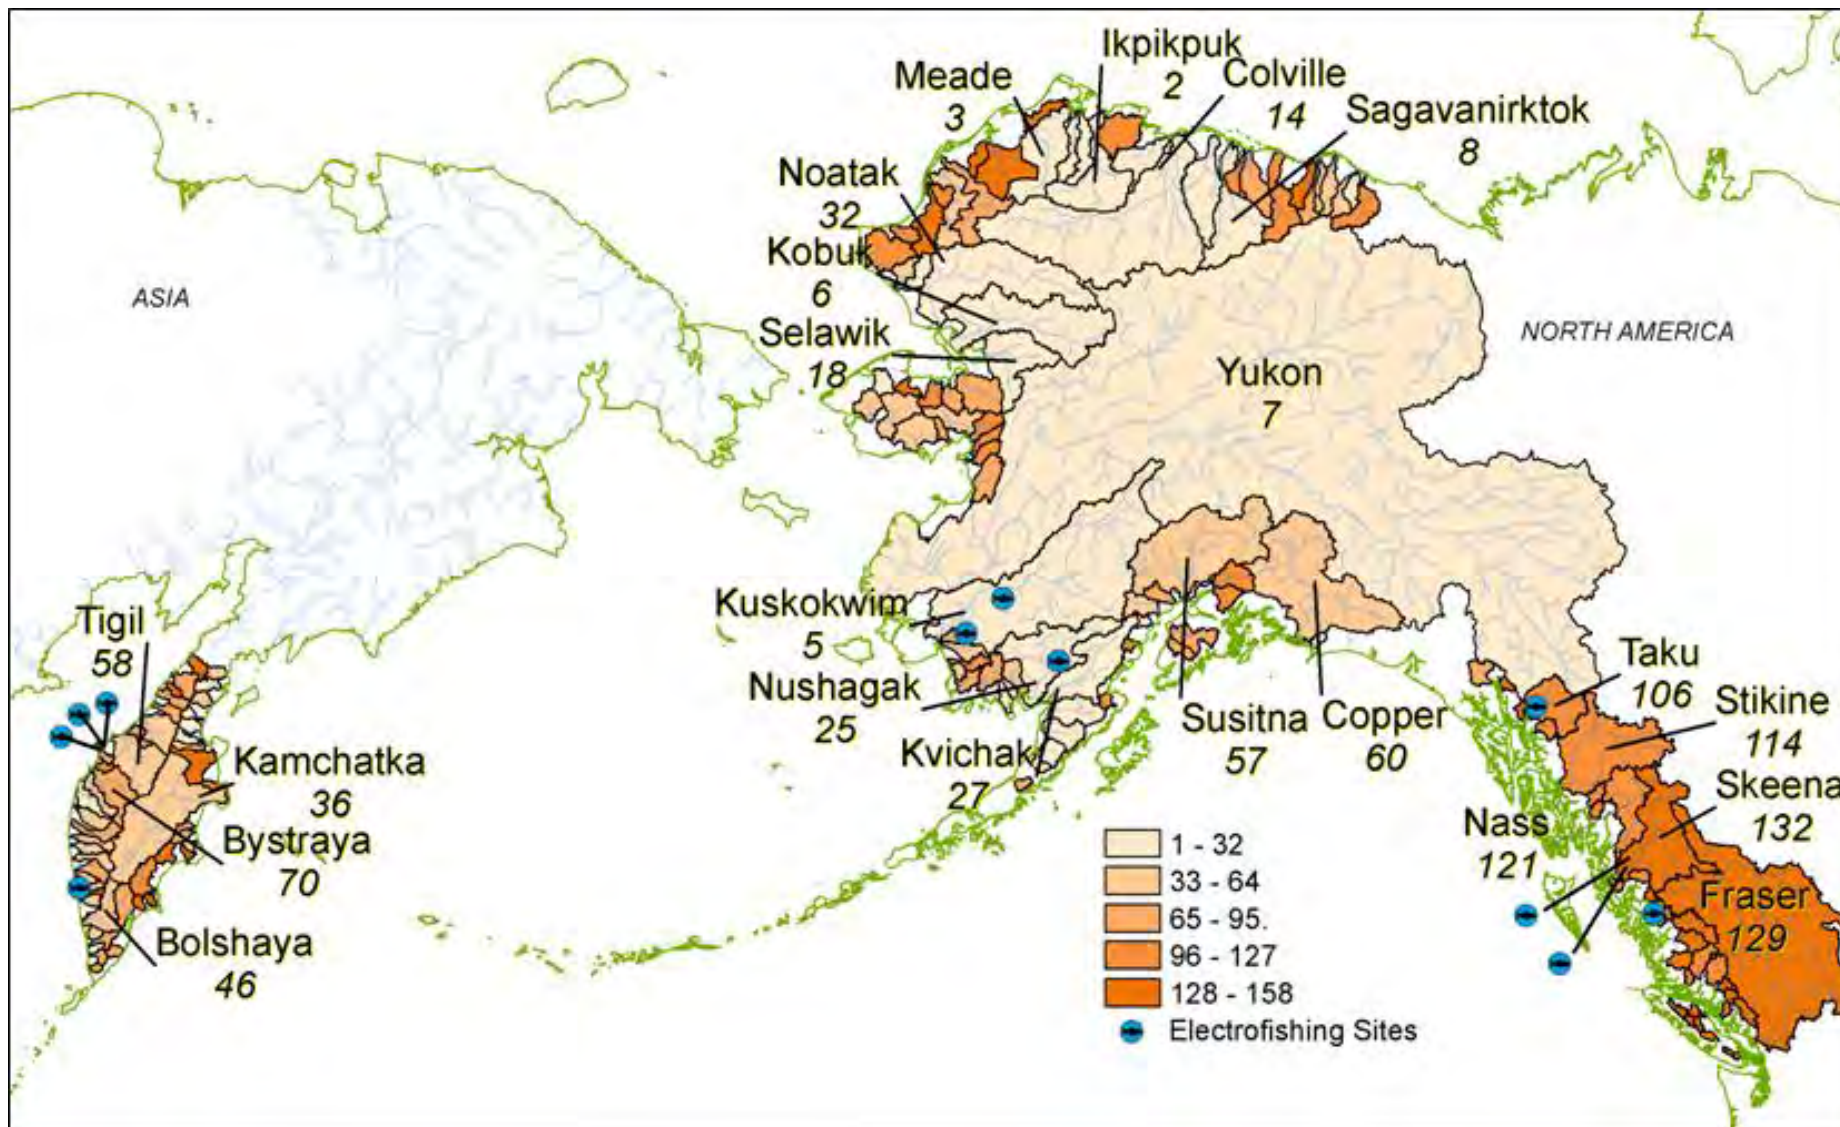 Ikpikpuk
2
Meade
3
Colville
14
Sagavanirktok
8
Noatak
32
Kobuk
6
Selawik
18
ASIA
NORTH AMERICA
Yukon
7
Kuskokwim
5
Nushagak
25
Kvichak
27
Susitna
57
Copper
60
Tigil
58
Kamchatka
36
Bystraya
70
Bolshaya
46
Taku
106
Stikine
114
Skeena
132
Nass
121
Fraser
129
1 - 32
33 - 64
65 - 95.
96 - 127
128 - 158
Electrofishing Sites